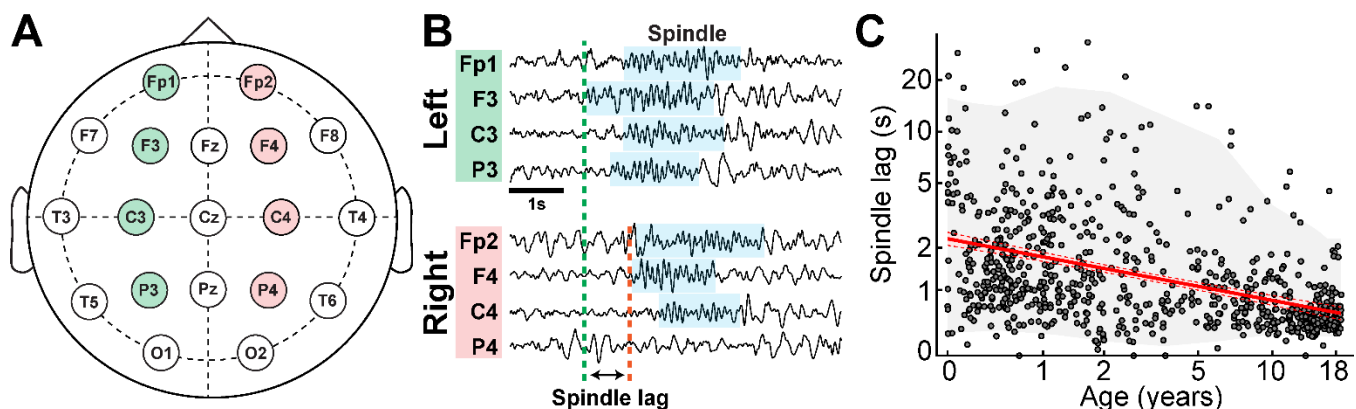 A
Fp1 Fp2
F7 F3 Fz F4 F8
T3 C3 Cz C4 T4
T5 P3 Pz P4 T6
O1 O2
B
Spindle
Left
Fp1
F3
C3
P3
1s
Right
Fp2
F4
C4
P4
Spindle lag
C
Spindle lag (s)
20
10
5
2
1
0
0 1 2 5 10 18
Age (years)